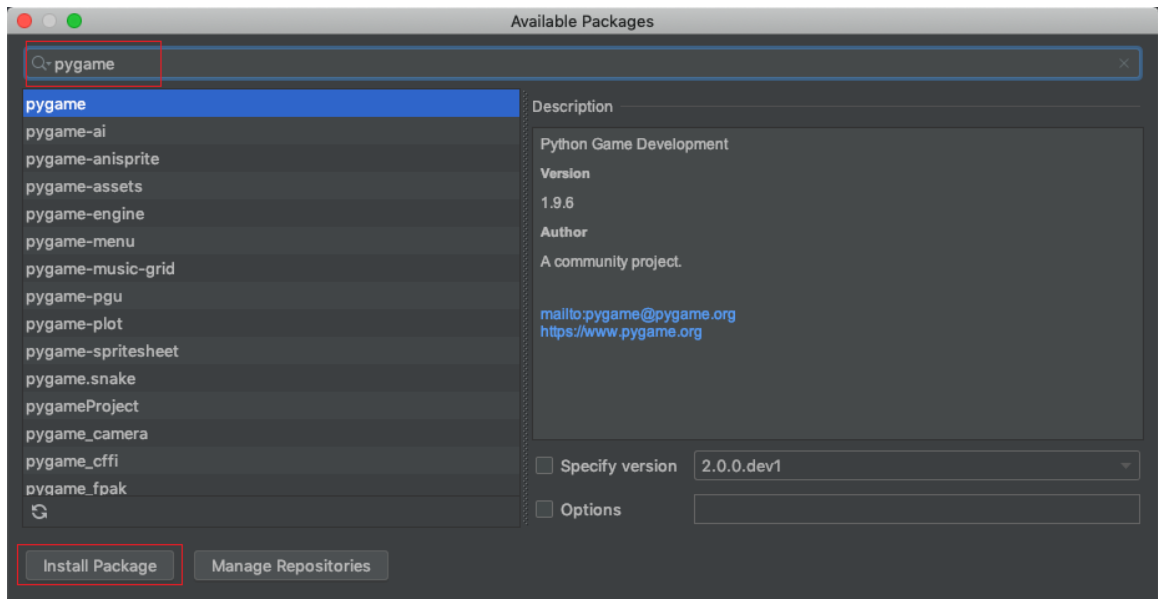 Available Packages
pygame
pygame
pygame-ai
pygame-anisprite
pygame-assets
pygame-engine
pygame-menu
pygame-music-grid
pygame-pgu
pygame-plot
pygame-spritesheet
pygame.snake
pygameProject
pygame_camera
pygame_cffi
pygame_fpak
Description
Python Game Development
Version
1.9.6
Author
A community project.
mailto:pygame@pygame.org
https://www.pygame.org
Specify version 2.0.0.dev1
Options
Install Package Manage Repositories